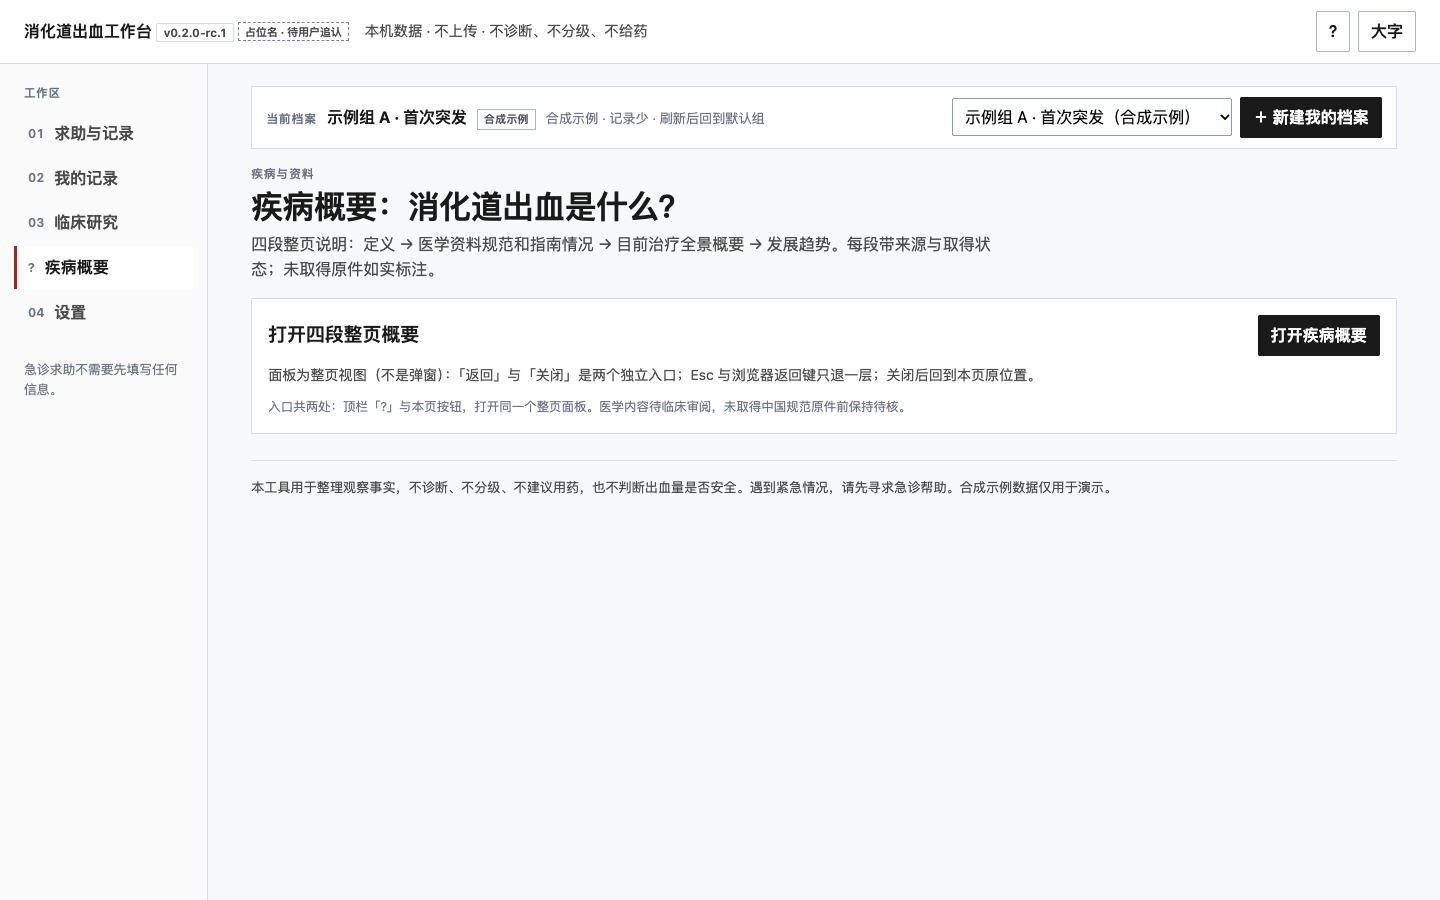 消化道出血工作台 v0.2.0-rc.1 占位名 · 待用户追认 本机数据 · 不上传 · 不诊断、不分级、不给药 ? 大字
工作区
01 求助与记录
02 我的记录
03 临床研究
? 疾病概要
04 设置
急诊求助不需要先填写任何
信息。
当前档案 示例组 A · 首次突发 合成示例 合成示例 · 记录少 · 刷新后回到默认组 示例组 A · 首次突发（合成示例） ＋ 新建我的档案
疾病与资料
疾病概要：消化道出血是什么？
四段整页说明：定义 → 医学资料规范和指南情况 → 目前治疗全景概要 → 发展趋势。每段带来源与取得状
态；未取得原件如实标注。
打开四段整页概要 打开疾病概要
面板为整页视图（不是弹窗）：「返回」与「关闭」是两个独立入口；Esc 与浏览器返回键只退一层；关闭后回到本页原位置。
入口共两处：顶栏「?」与本页按钮，打开同一个整页面板。医学内容待临床审阅，未取得中国规范原件前保持待核。
本工具用于整理观察事实，不诊断、不分级、不建议用药，也不判断出血量是否安全。遇到紧急情况，请先寻求急诊帮助。合成示例数据仅用于演示。